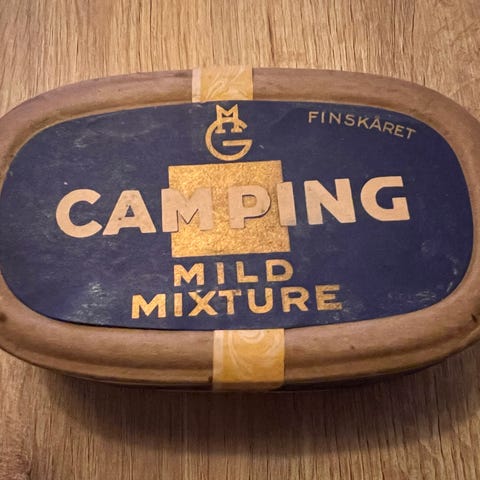 MG
FINSKÅRET
CAMPING
MILD
MIXTURE